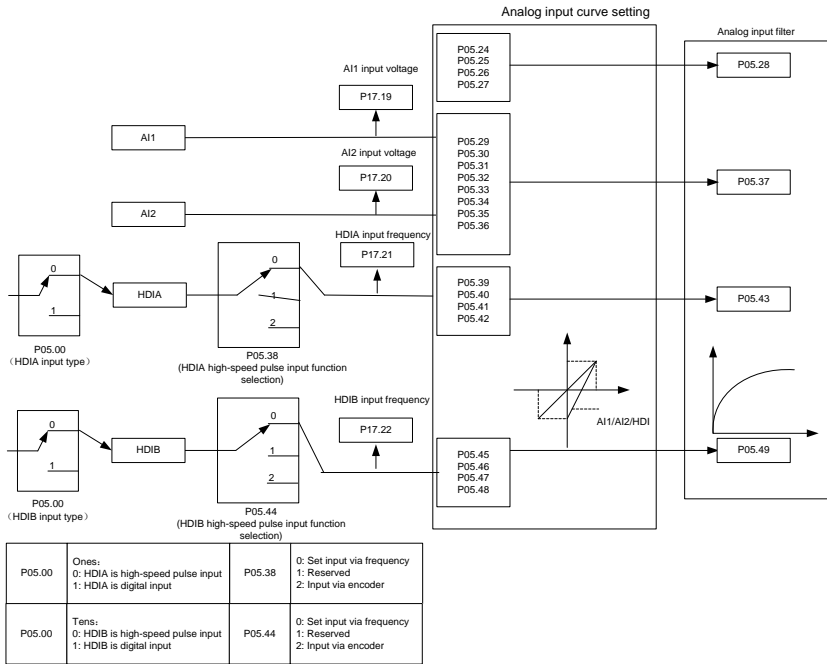 Analog input curve setting
Analog input filter
P05.24
P05.25
P05.26
P05.27
P05.28
AI1 input voltage
P17.19
AI1
AI2 input voltage
P17.20
AI2
P05.29
P05.30
P05.31
P05.32
P05.33
P05.34
P05.35
P05.36
P05.37
HDIA input frequency
P17.21
0
1
P05.00
（HDIA input type）
HDIA
0
1
2
P05.38
(HDIA high-speed pulse input function
selection)
P05.39
P05.40
P05.41
P05.42
P05.43
AI1/AI2/HDI
HDIB input frequency
P17.22
0
1
P05.00
（HDIB input type）
HDIB
0
1
2
P05.44
(HDIB high-speed pulse input function
selection)
P05.45
P05.46
P05.47
P05.48
P05.49
P05.00
Ones：
0: HDIA is high-speed pulse input
1: HDIA is digital input
P05.38
0: Set input via frequency
1: Reserved
2: Input via encoder
P05.00
Tens：
0: HDIB is high-speed pulse input
1: HDIB is digital input
P05.44
0: Set input via frequency
1: Reserved
2: Input via encoder